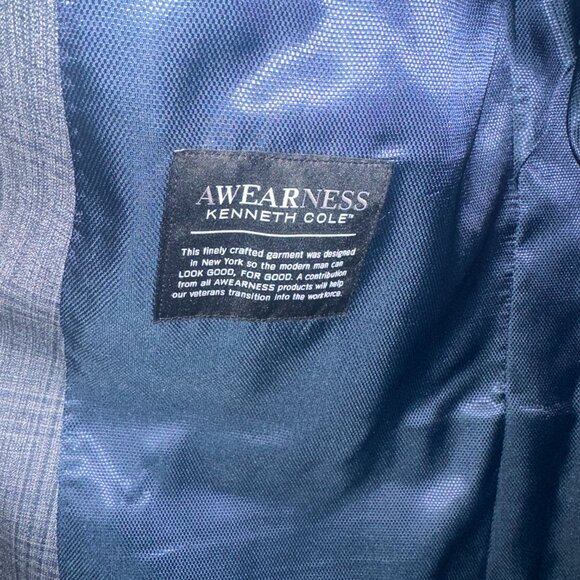 AWEARNESS
KENNETH COLE™
This finely crafted garment was designed
in New York so the modern man can
LOOK GOOD, FOR GOOD. A contribution
from all AWEARNESS products will help
our veterans transition into the workforce.